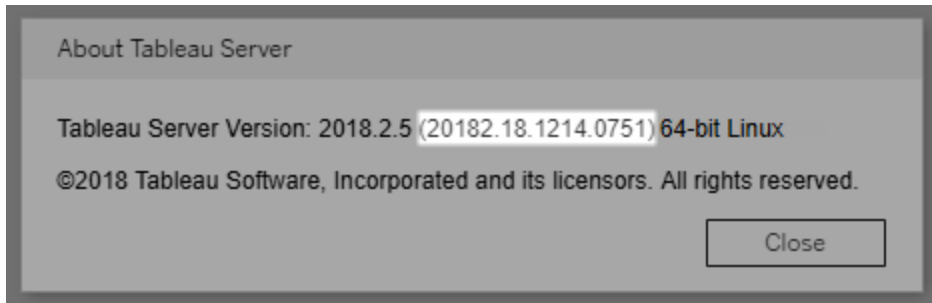 About Tableau Server
Tableau Server Version: 2018.2.5 (20182.18.1214.0751) 64-bit Linux
©2018 Tableau Software, Incorporated and its licensors. All rights reserved.
Close